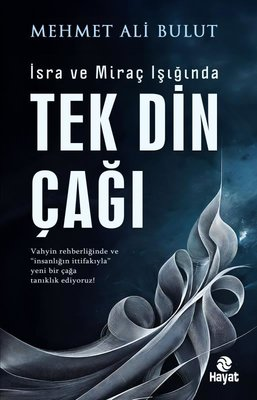 MEHMET ALİ BULUT
İsra ve Miraç Işığında
TEK DİN
ÇAĞI
Vahyin rehberliğinde ve
"insanlığın ittifakıyla"
yeni bir çağa
tanıklık ediyoruz!
Hayat